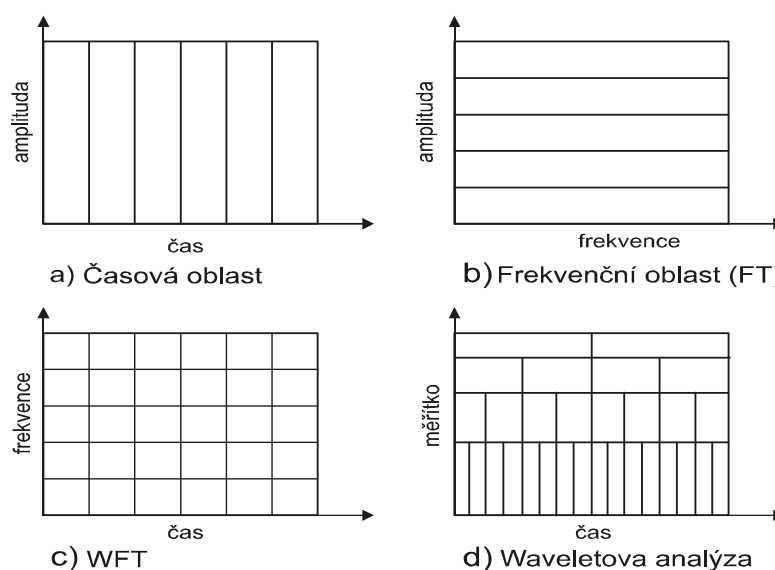 amplituda
čas
a) Časová oblast
amplituda
frekvence
b) Frekvenční oblast (FT)
frekvence
čas
c) WFT
měřítko
čas
d) Waveletova analýza